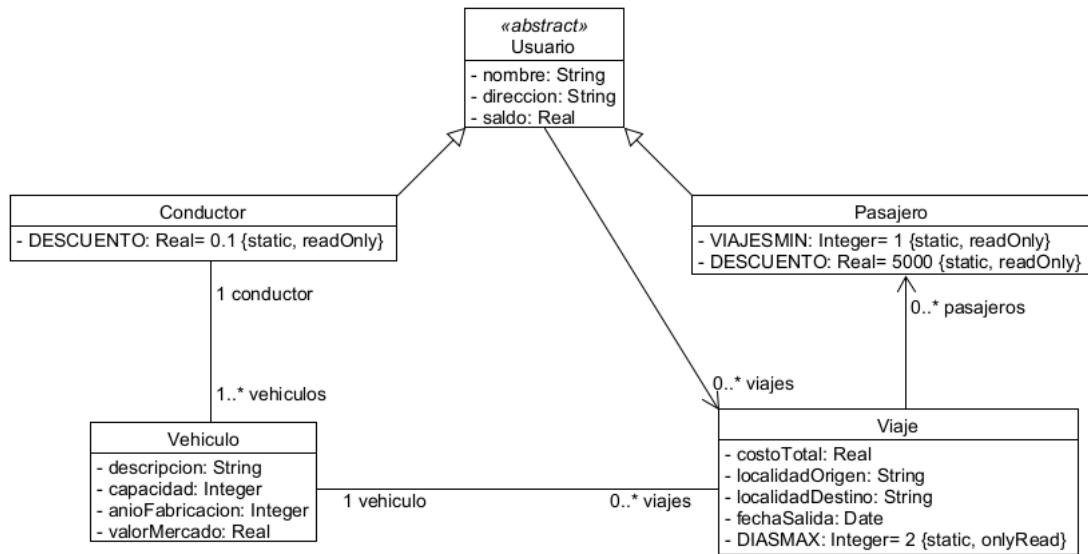 «abstract»
Usuario
- nombre: String
- direccion: String
- saldo: Real
Conductor
- DESCUENTO: Real= 0.1 {static, readOnly}
Pasajero
- VIAJESMIN: Integer= 1 {static, readOnly}
- DESCUENTO: Real= 5000 {static, readOnly}
1 conductor
0..* pasajeros
1..* vehiculos
0..* viajes
Vehiculo
- descripcion: String
- capacidad: Integer
- anioFabricacion: Integer
- valorMercado: Real
1 vehiculo
0..* viajes
Viaje
- costoTotal: Real
- localidadOrigen: String
- localidadDestino: String
- fechaSalida: Date
- DIASMAX: Integer= 2 {static, onlyRead}